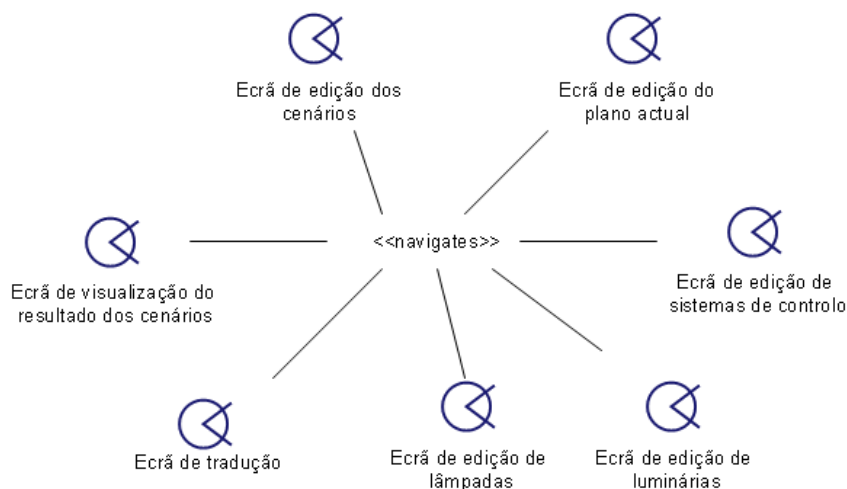 Ecrã de edição dos
cenários
Ecrã de edição do
plano actual
<<navigates>>
Ecrã de visualização do
resultado dos cenários
Ecrã de edição de
sistemas de controlo
Ecrã de tradução
Ecrã de edição de
lâmpadas
Ecrã de edição de
luminárias